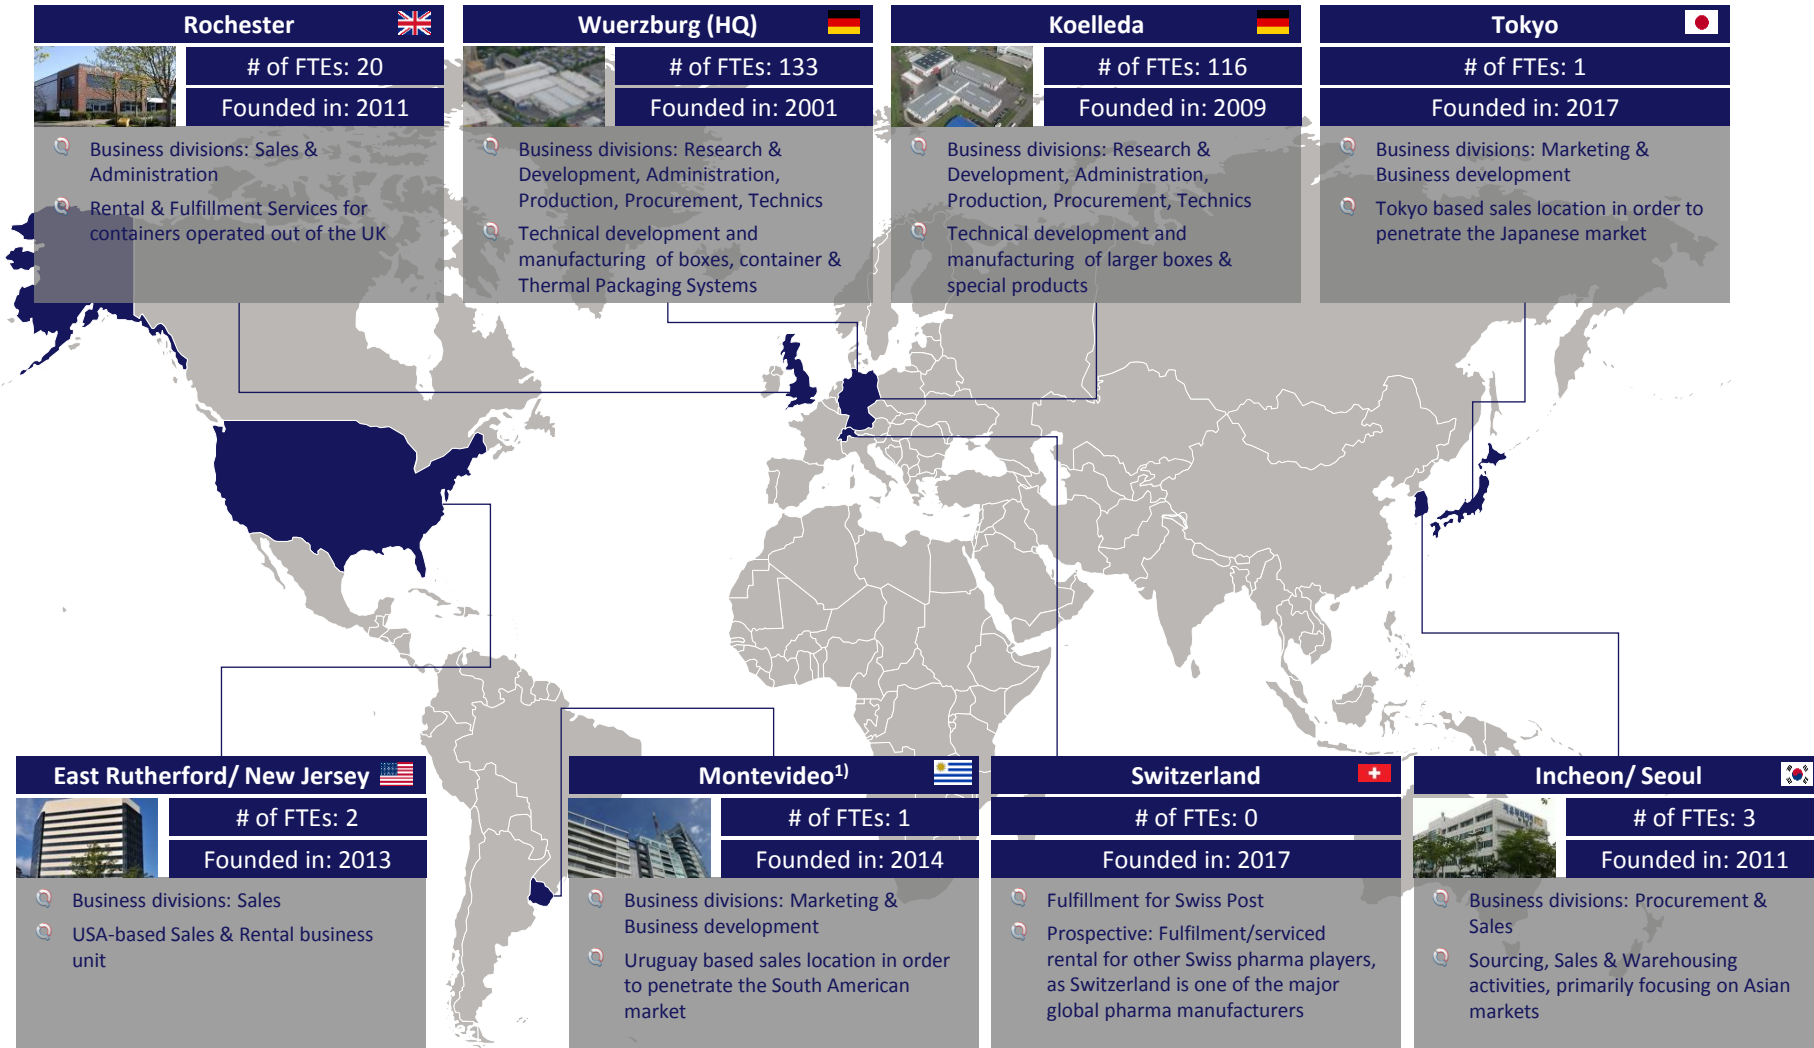 Rochester
# of FTEs: 20
Founded in: 2011
Business divisions: Sales &
Administration
Rental & Fulfillment Services for
containers operated out of the UK
Wuerzburg (HQ)
# of FTEs: 133
Founded in: 2001
Business divisions: Research &
Development, Administration,
Production, Procurement, Technics
Technical development and
manufacturing of boxes, container &
Thermal Packaging Systems
Koelleda
# of FTEs: 116
Founded in: 2009
Business divisions: Research &
Development, Administration,
Production, Procurement, Technics
Technical development and
manufacturing of larger boxes &
special products
Tokyo
# of FTEs: 1
Founded in: 2017
Business divisions: Marketing &
Business development
Tokyo based sales location in order to
penetrate the Japanese market
East Rutherford/ New Jersey
# of FTEs: 2
Founded in: 2013
Business divisions: Sales
USA-based Sales & Rental business
unit
Montevideo1)
# of FTEs: 1
Founded in: 2014
Business divisions: Marketing &
Business development
Uruguay based sales location in order
to penetrate the South American
market
Switzerland
# of FTEs: 0
Founded in: 2017
Fulfillment for Swiss Post
Prospective: Fulfilment/serviced
rental for other Swiss pharma players,
as Switzerland is one of the major
global pharma manufacturers
Incheon/ Seoul
# of FTEs: 3
Founded in: 2011
Business divisions: Procurement &
Sales
Sourcing, Sales & Warehousing
activities, primarily focusing on Asian
markets